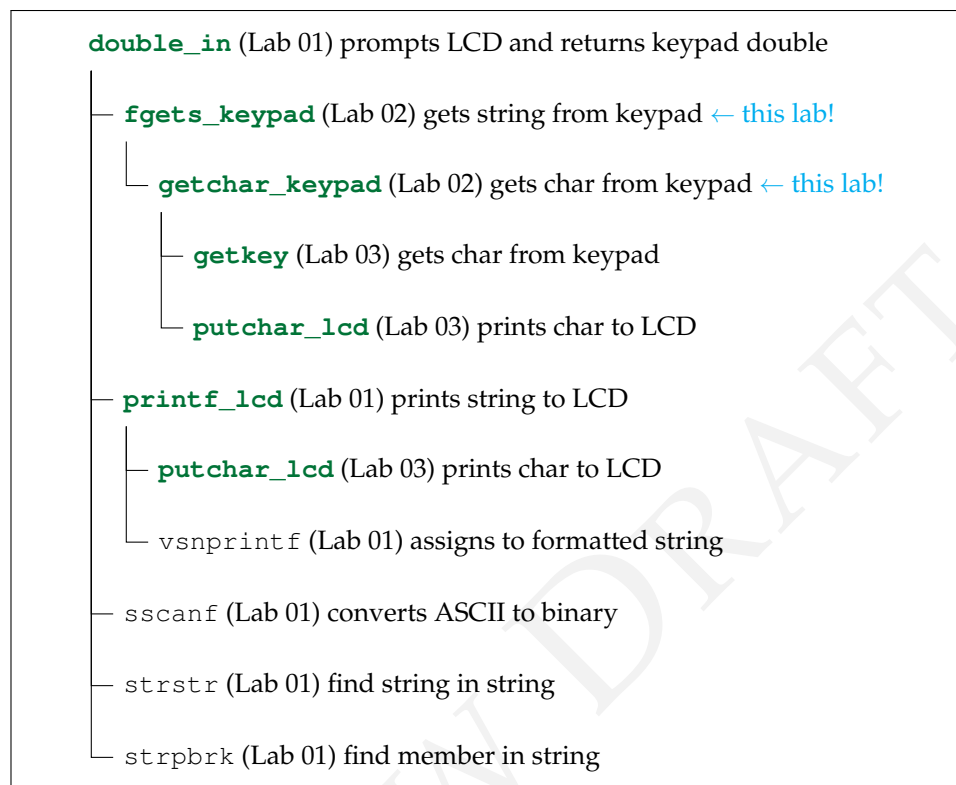 double_in (Lab 01) prompts LCD and returns keypad double
fgets_keypad (Lab 02) gets string from keypad ← this lab!
getchar_keypad (Lab 02) gets char from keypad ← this lab!
getkey (Lab 03) gets char from keypad
putchar_lcd (Lab 03) prints char to LCD
printf_lcd (Lab 01) prints string to LCD
putchar_lcd (Lab 03) prints char to LCD
vsnprintf (Lab 01) assigns to formatted string
sscanf (Lab 01) converts ASCII to binary
strstr (Lab 01) find string in string
strpbrk (Lab 01) find member in string
W DRAFT